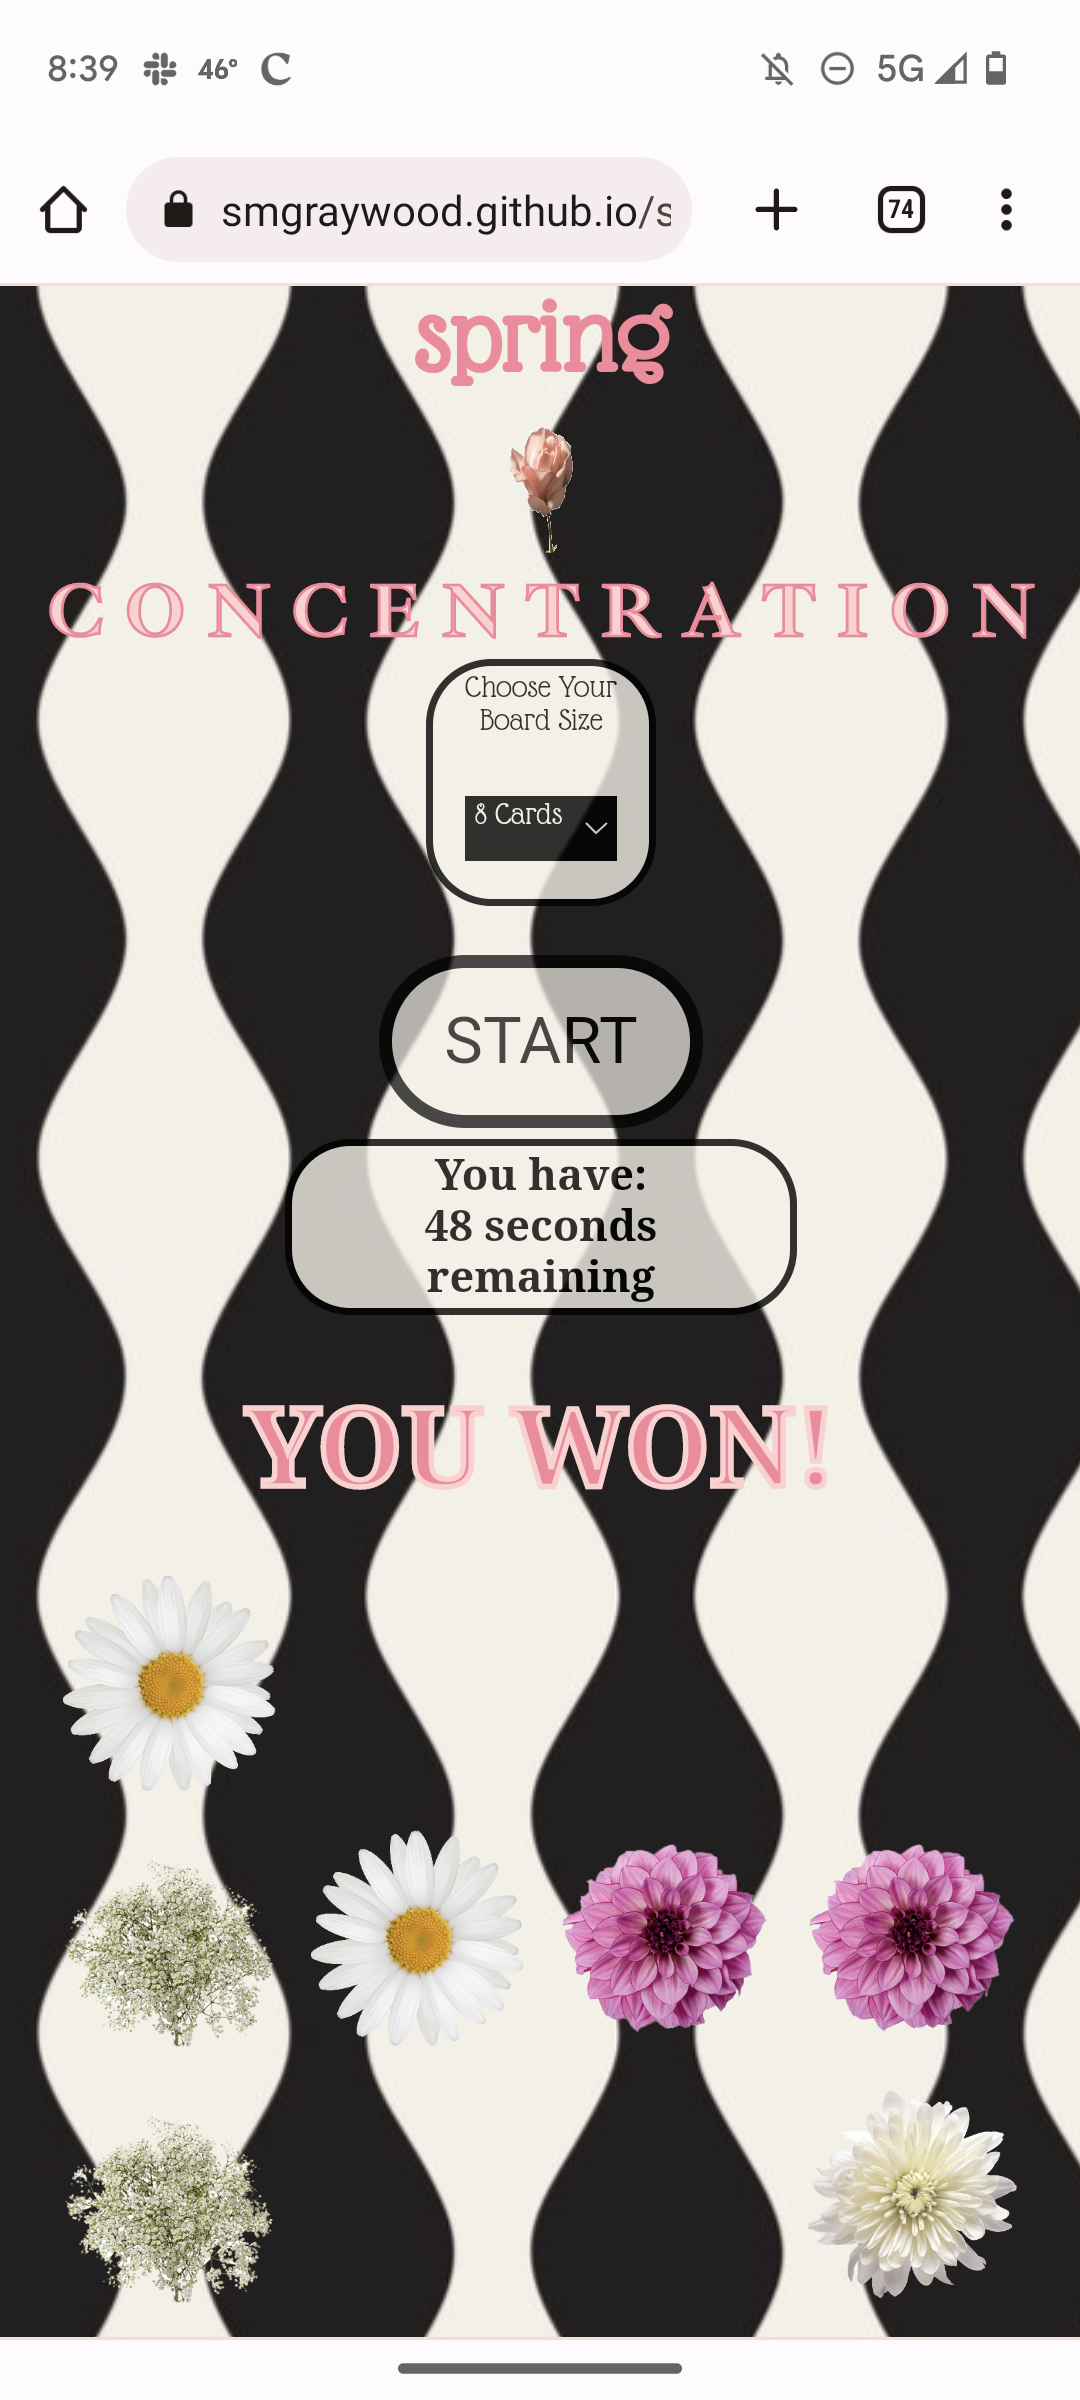 8:39 46° 5G
smgraywood.github.io/s 74
spring
CONCENTRATION
Choose Your
Board Size
8 Cards
START
You have:
48 seconds
remaining
YOU WON!